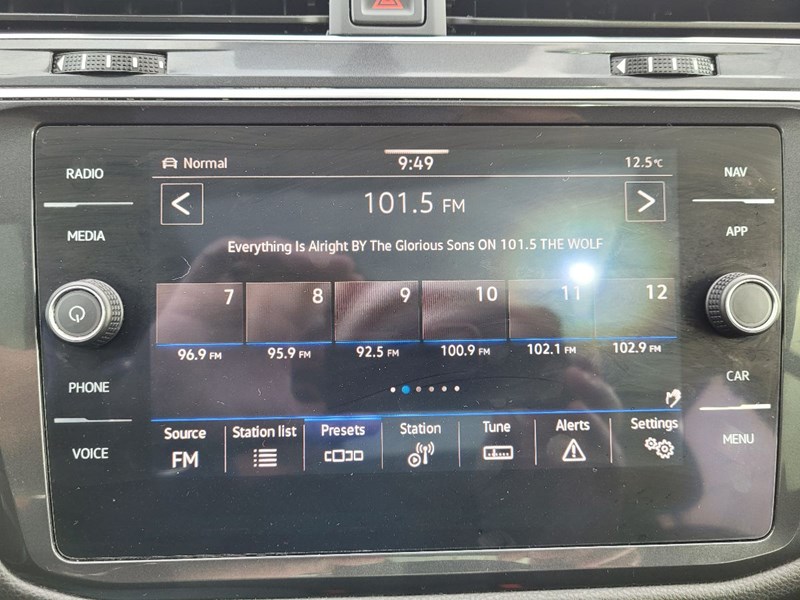 RADIO
MEDIA
PHONE
VOICE
Normal
9:49
12.5°C
101.5 FM
Everything Is Alright BY The Glorious Sons ON 101.5 THE WOLF
7 8 9 10 11 12
96.9 FM 95.9 FM 92.5 FM 100.9 FM 102.1 FM 102.9 FM
Source Station list Presets Station Tune Alerts Settings
FM
NAV
APP
CAR
MENU